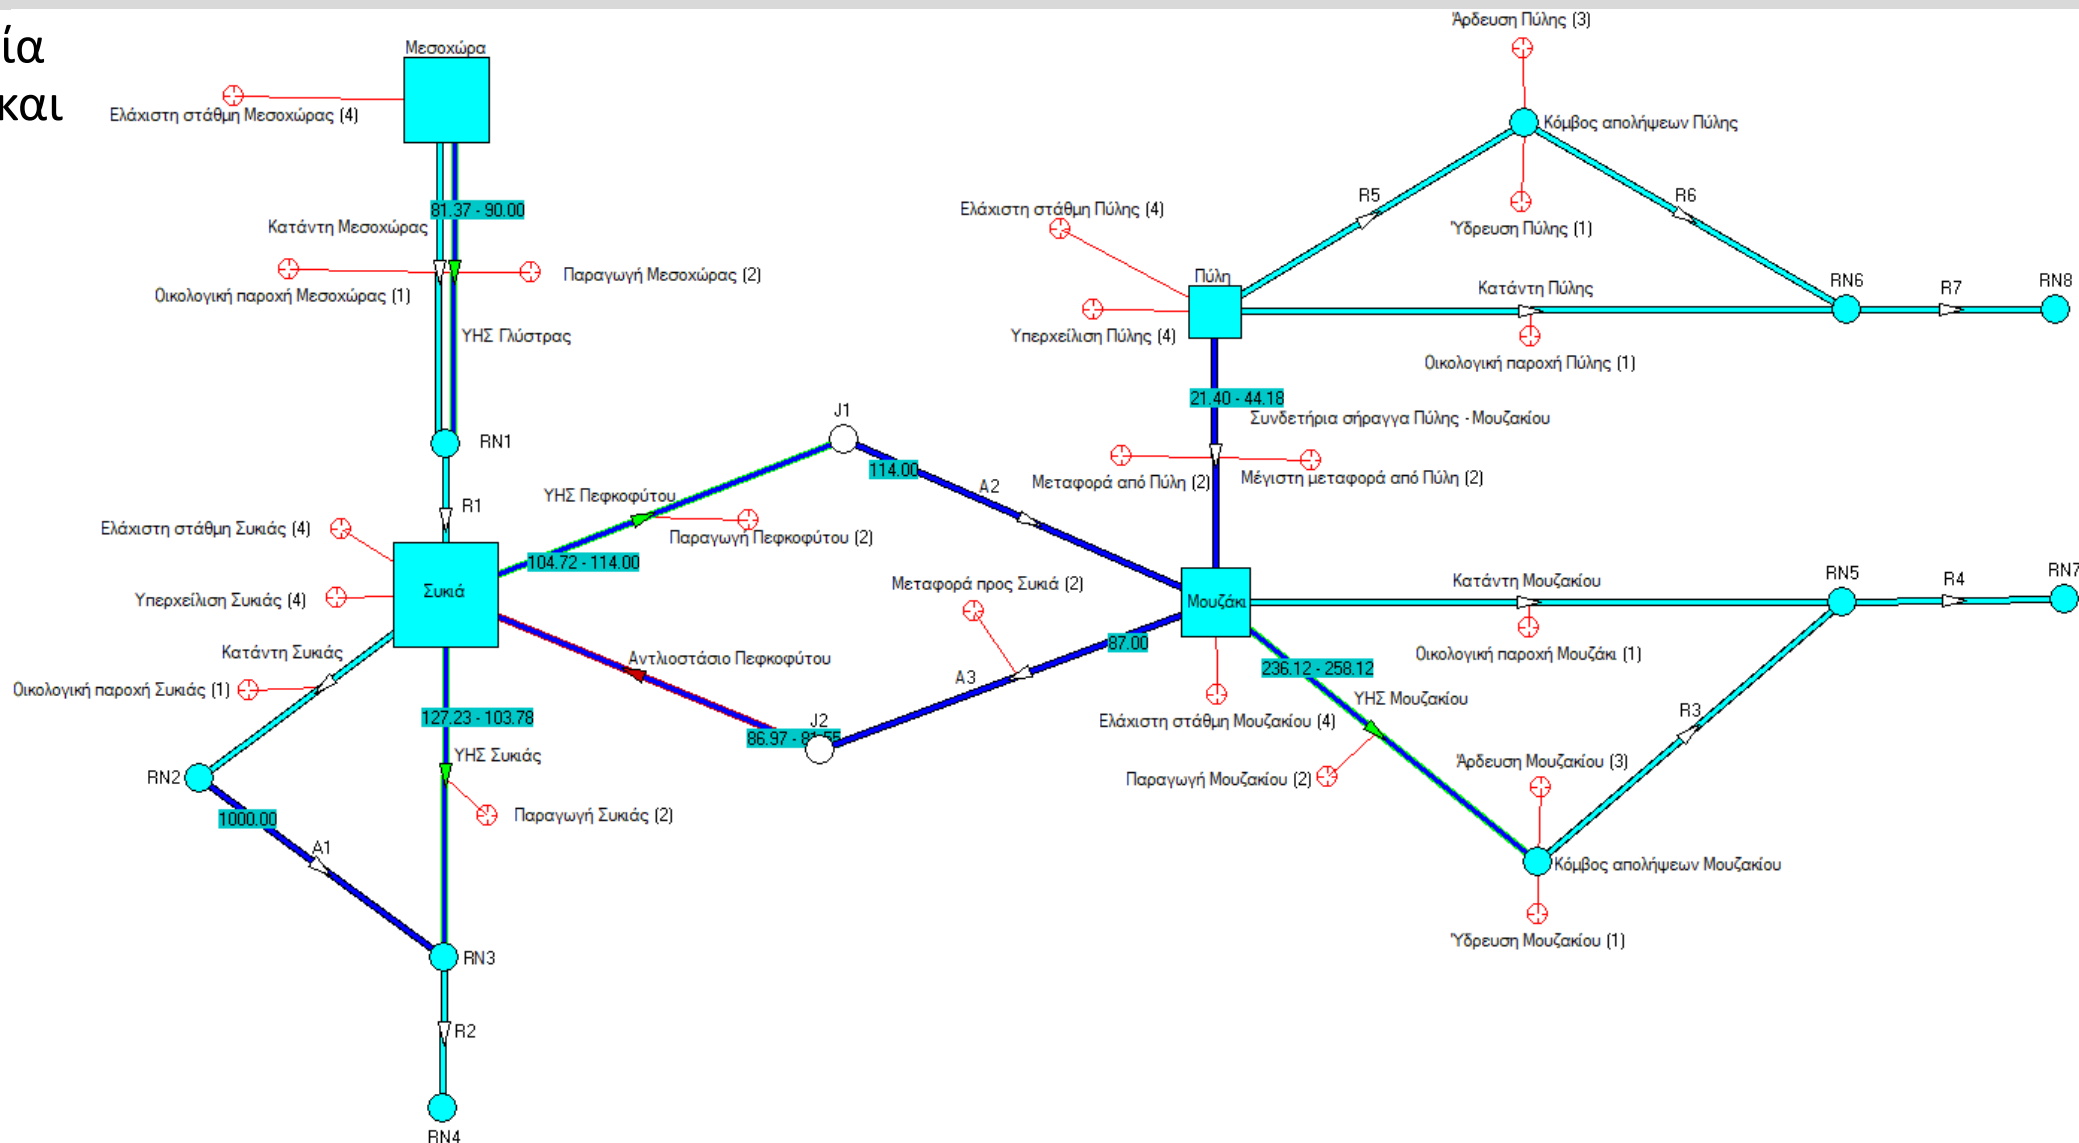 ία
και
Μεσοχώρα
Ελάχιστη στάθμη Μεσοχώρας (4)
81.37 - 90.00
Κατάντη Μεσοχώρας
Οικολογική παροχή Μεσοχώρας (1)
Παραγωγή Μεσοχώρας (2)
ΥΗΣ Γλύστρας
RN1
R1
Ελάχιστη στάθμη Συκιάς (4)
Υπερχείλιση Συκιάς (4)
Συκιά
Κατάντη Συκιάς
Οικολογική παροχή Συκιάς (1)
127.23 - 103.78
ΥΗΣ Συκιάς
Παραγωγή Συκιάς (2)
RN2
1000.00
A1
RN3
R2
RN4
J1
114.00
A2
ΥΗΣ Πεφκοφύτου
Παραγωγή Πεφκοφύτου (2)
104.72 - 114.00
Μεταφορά προς Συκιά (2)
Αντλιοστάσιο Πεφκοφύτου
87.00
A3
J2
86.97 - 81.55
Άρδευση Πύλης (3)
Κόμβος απολήψεων Πύλης
R5
R6
Ύδρευση Πύλης (1)
Ελάχιστη στάθμη Πύλης (4)
Πύλη
Υπερχείλιση Πύλης (4)
Κατάντη Πύλης
Οικολογική παροχή Πύλης (1)
RN6
R7
RN8
21.40 - 44.18
Συνδετήρια σήραγγα Πύλης - Μουζακίου
Μεταφορά από Πύλη (2)
Μέγιστη μεταφορά από Πύλη (2)
Μουζάκι
Κατάντη Μουζακίου
Οικολογική παροχή Μουζάκι (1)
RN5
R4
RN7
236.12 - 258.12
ΥΗΣ Μουζακίου
Ελάχιστη στάθμη Μουζακίου (4)
Παραγωγή Μουζακίου (2)
R3
Άρδευση Μουζακίου (3)
Κόμβος απολήψεων Μουζακίου
Ύδρευση Μουζακίου (1)